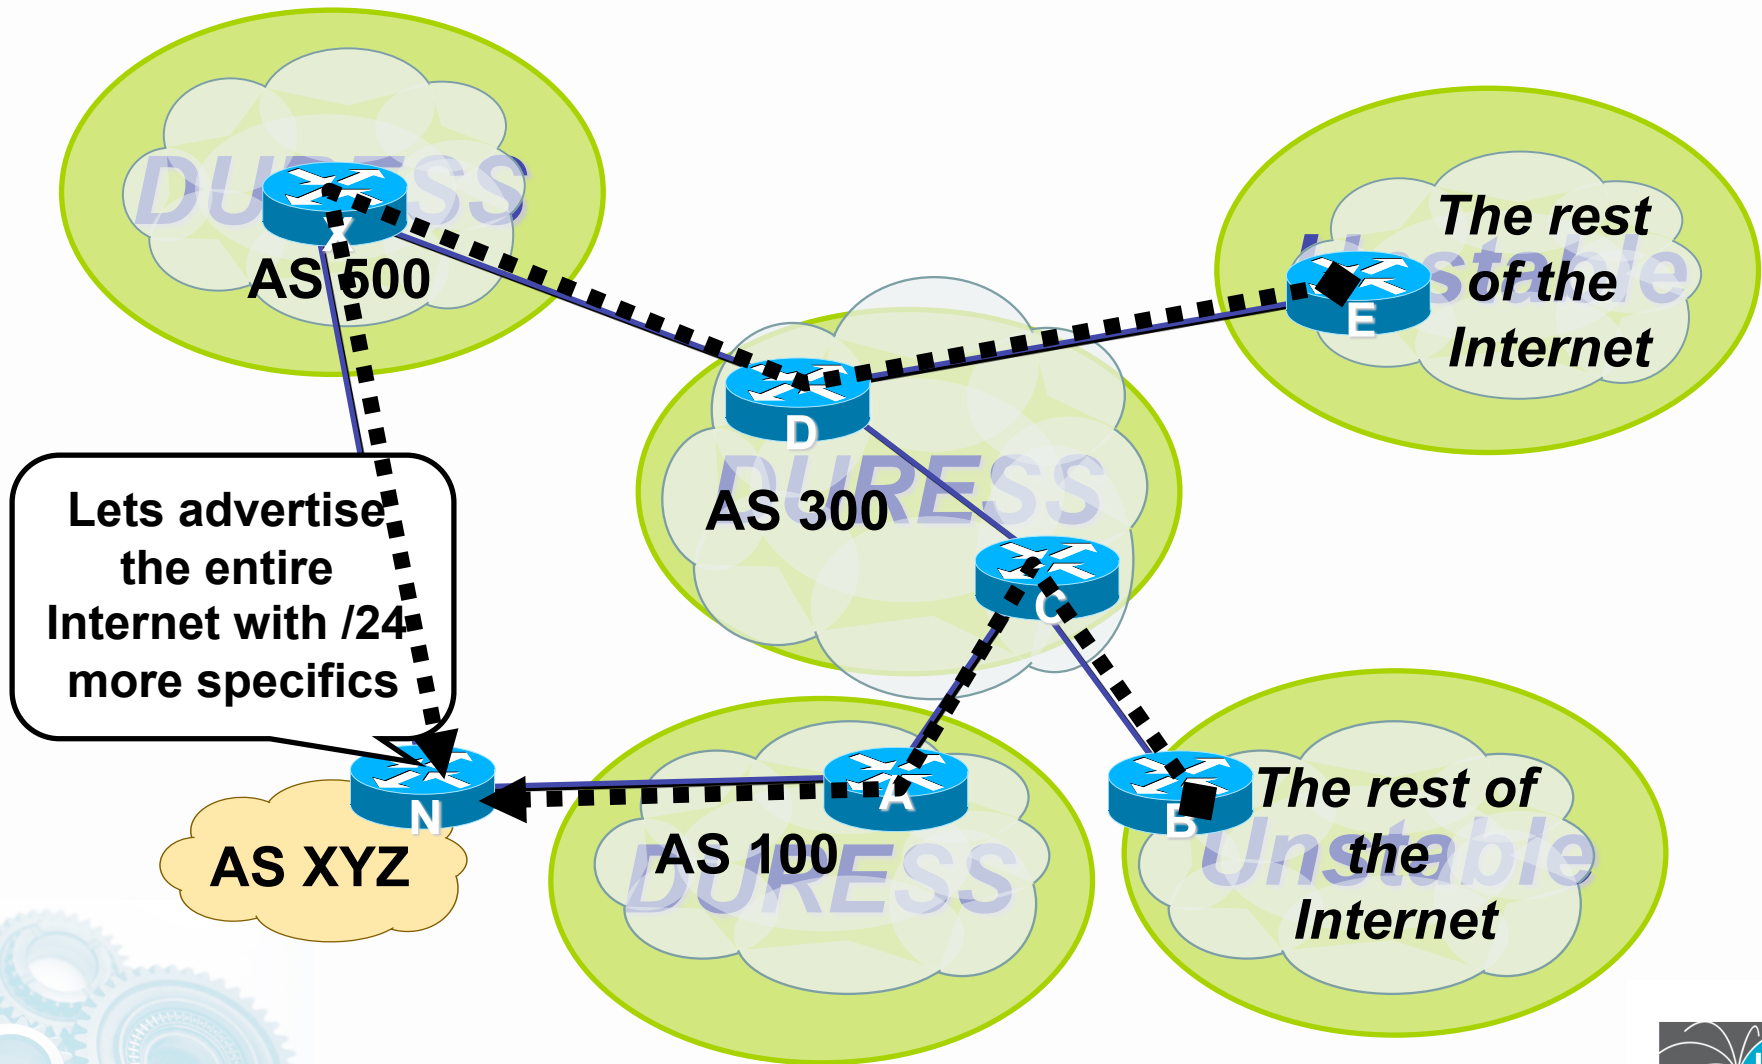 DURESS
X
AS 500
The rest
of the
Internet
Unstable
E
D
DURESS
AS 300
C
Lets advertise
the entire
Internet with /24
more specifics
N
AS XYZ
A
AS 100
DURESS
B
The rest of
the
Internet
Unstable